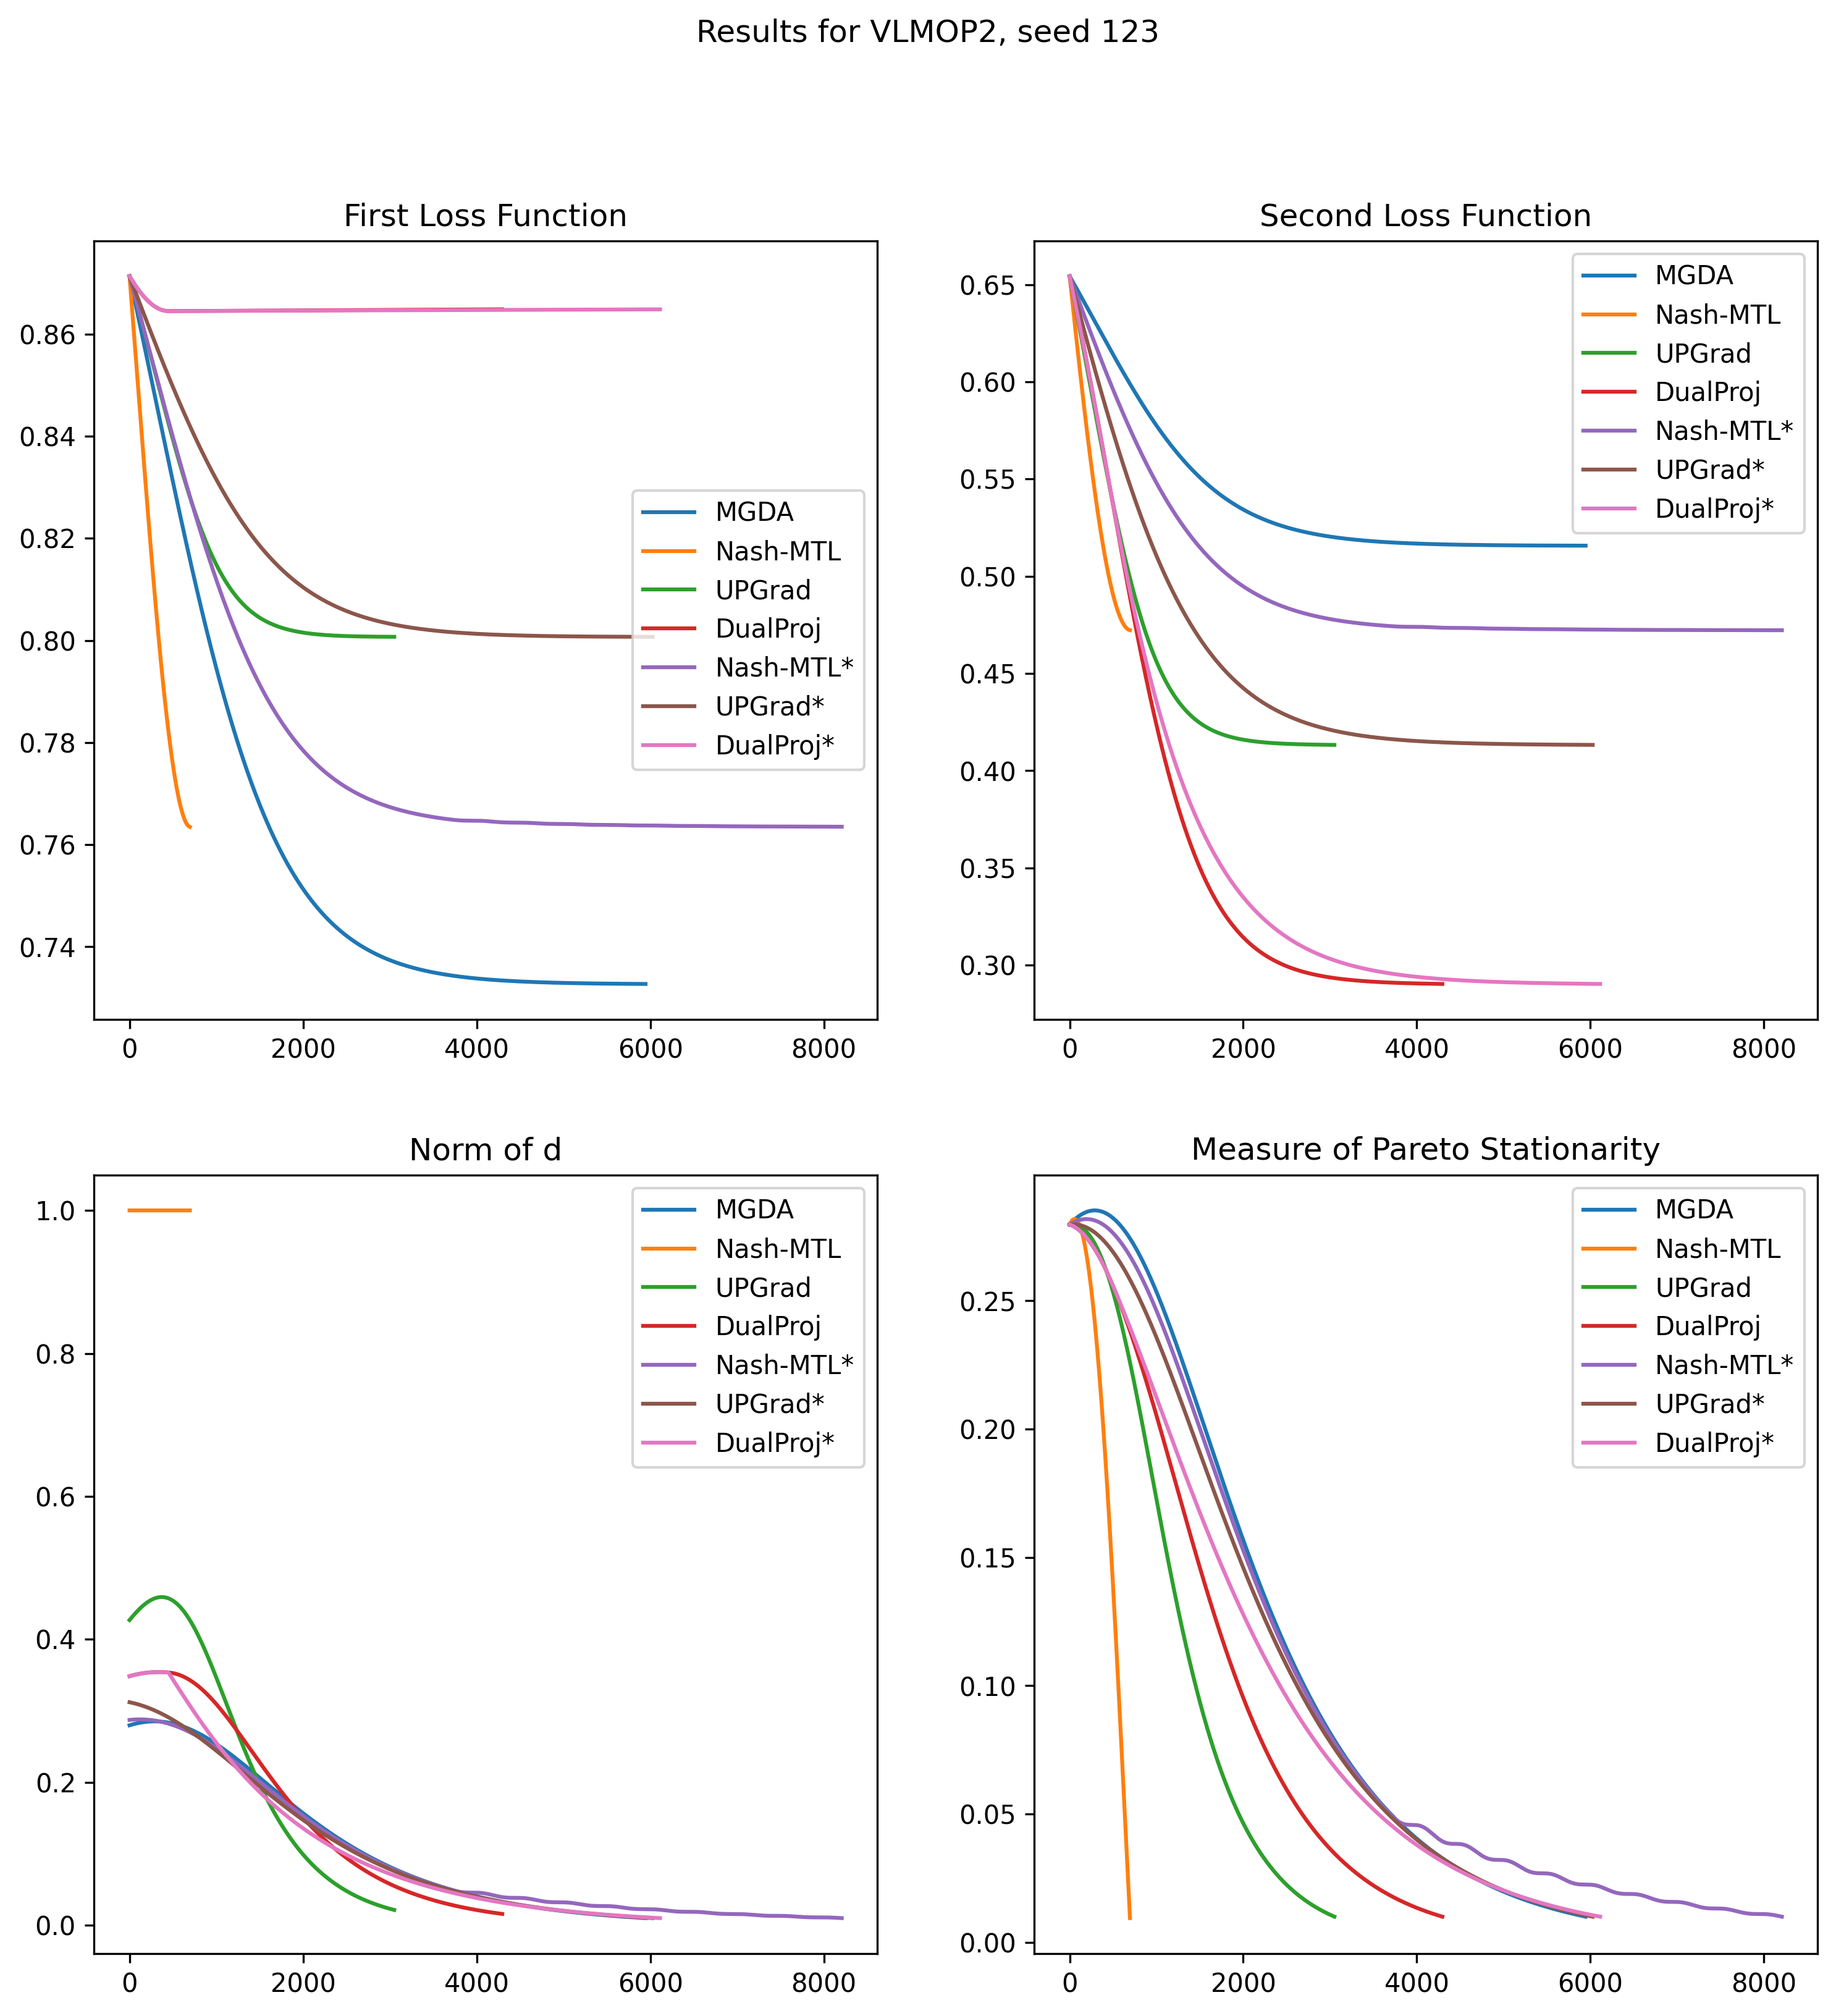 Results for VLMOP2, seed 123
First Loss Function
0.86
0.84
0.82
0.80
0.78
0.76
0.74
0
2000
4000
6000
8000
MGDA
Nash-MTL
UPGrad
DualProj
Nash-MTL*
UPGrad*
DualProj*
Second Loss Function
0.65
0.60
0.55
0.50
0.45
0.40
0.35
0.30
0
2000
4000
6000
8000
MGDA
Nash-MTL
UPGrad
DualProj
Nash-MTL*
UPGrad*
DualProj*
Norm of d
1.0
0.8
0.6
0.4
0.2
0.0
0
2000
4000
6000
8000
MGDA
Nash-MTL
UPGrad
DualProj
Nash-MTL*
UPGrad*
DualProj*
Measure of Pareto Stationarity
0.25
0.20
0.15
0.10
0.05
0.00
0
2000
4000
6000
8000
MGDA
Nash-MTL
UPGrad
DualProj
Nash-MTL*
UPGrad*
DualProj*